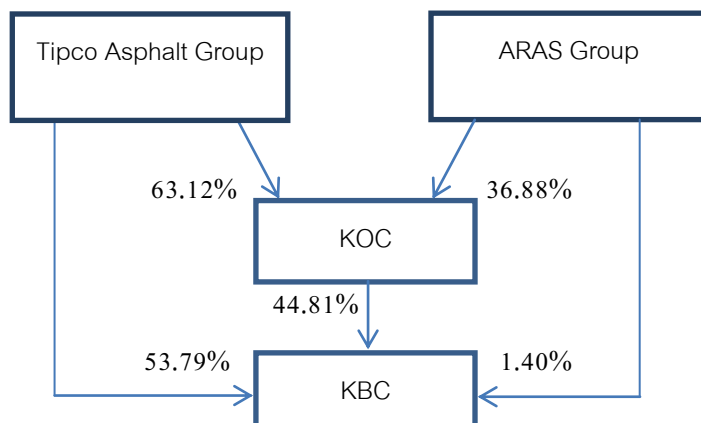 Tipco Asphalt Group
ARAS Group
63.12%
36.88%
KOC
44.81%
53.79%
1.40%
KBC